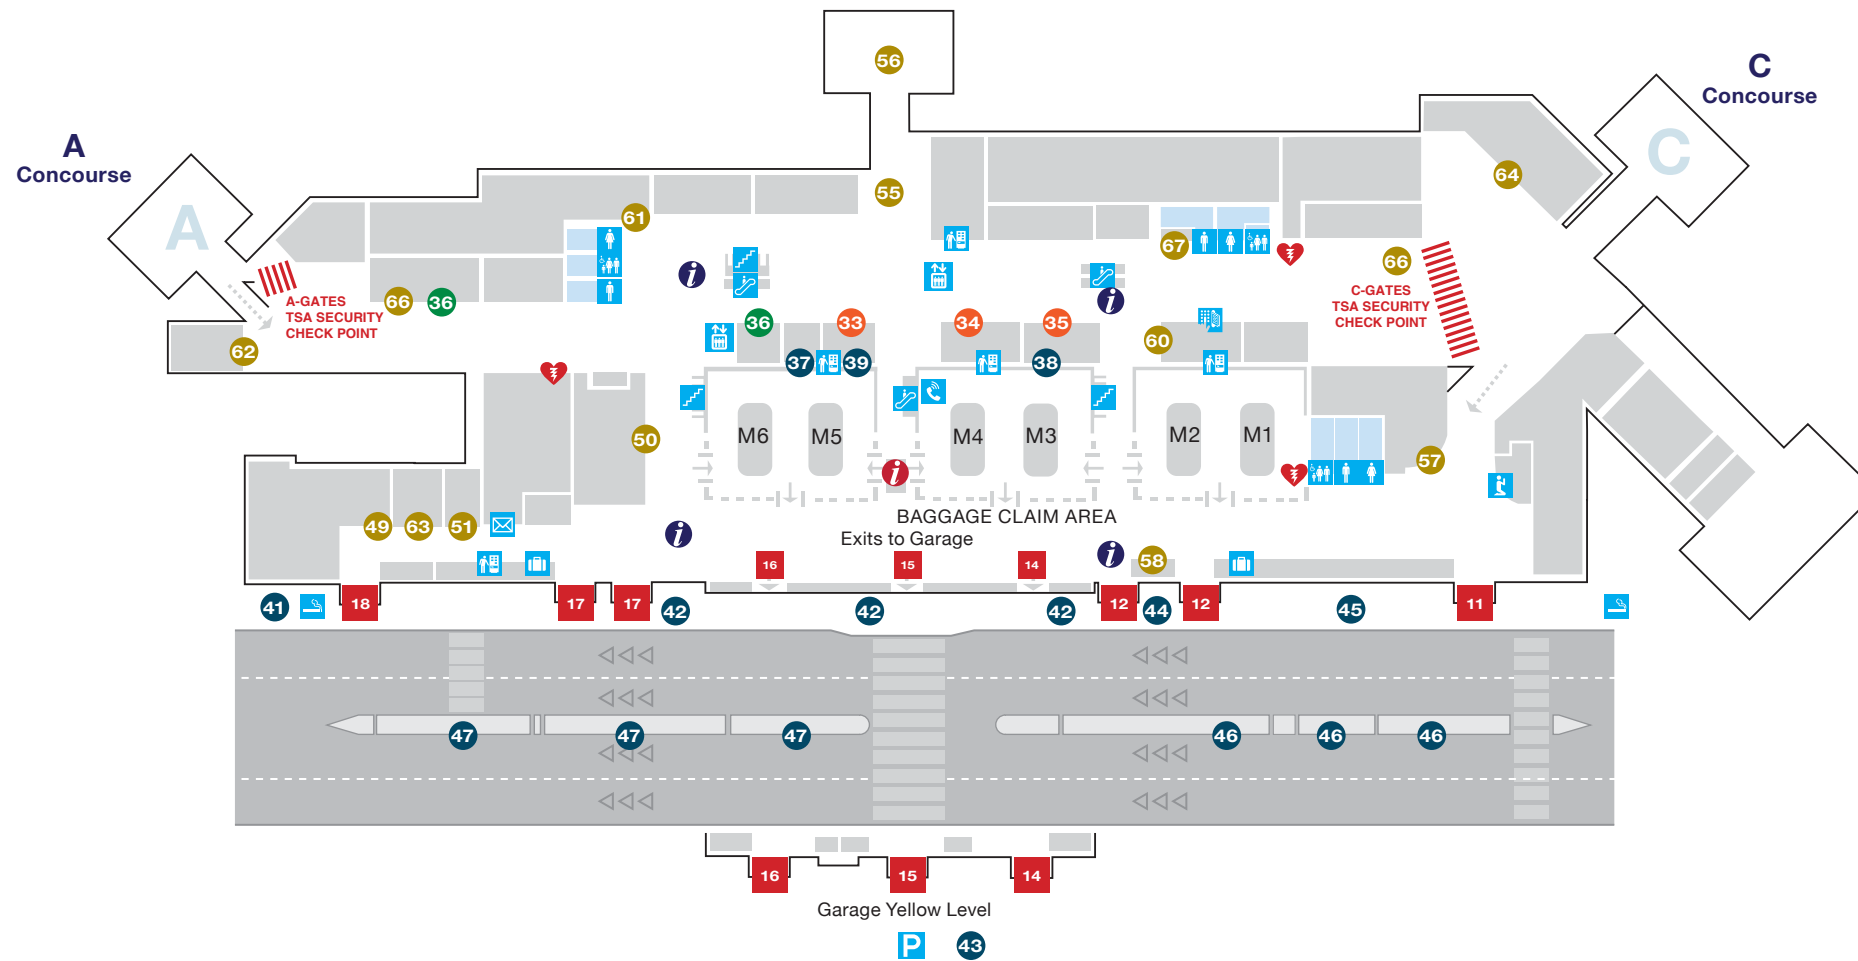 56
C
Concourse
A
Concourse
C
64
55
A
61
67
66
A-GATES
TSA SECURITY
CHECK POINT
66
36
i
i
C-GATES
TSA SECURITY
CHECK POINT
62
36
33
34
35
60
37
39
38
M6
M5
M4
M3
M2
M1
50
57
i
49
63
51
BAGGAGE CLAIM AREA
Exits to Garage
i
i
58
16
15
14
41
18
17
17
42
42
42
12
44
12
45
11
47
47
47
46
46
46
16
15
14
Garage Yellow Level
P
43